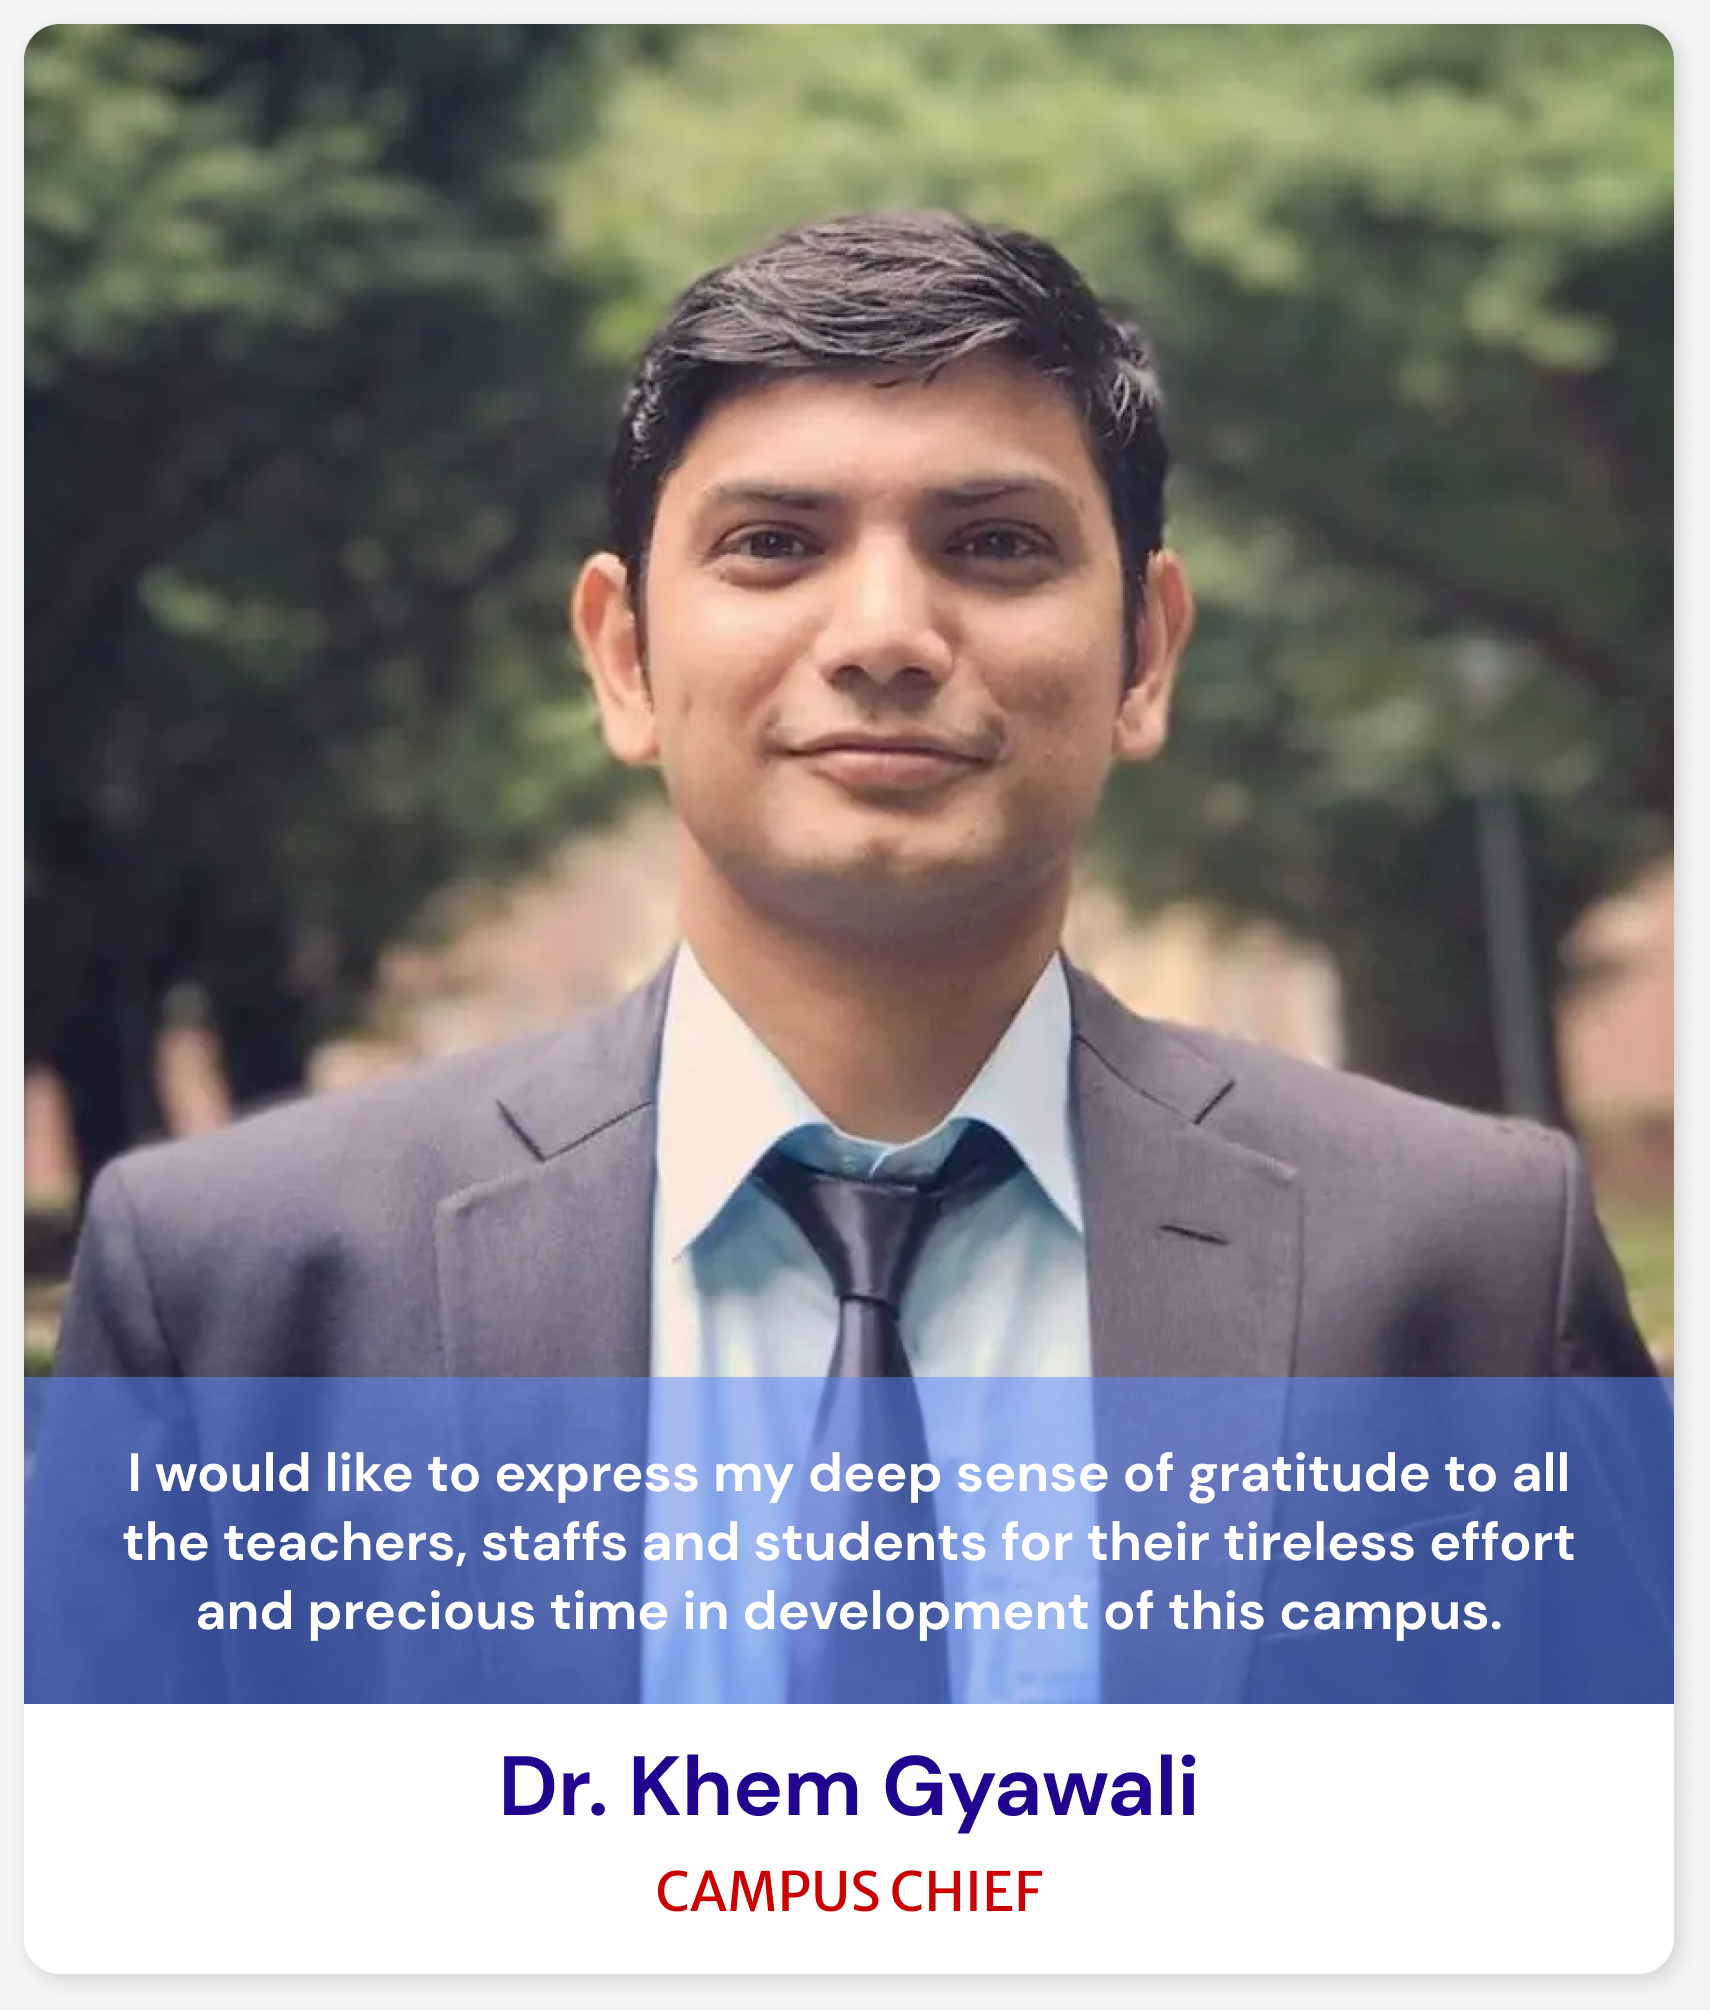 I would like to express my deep sense of gratitude to all
the teachers, staffs and students for their tireless effort
and precious time in development of this campus.
Dr. Khem Gyawali
CAMPUS CHIEF